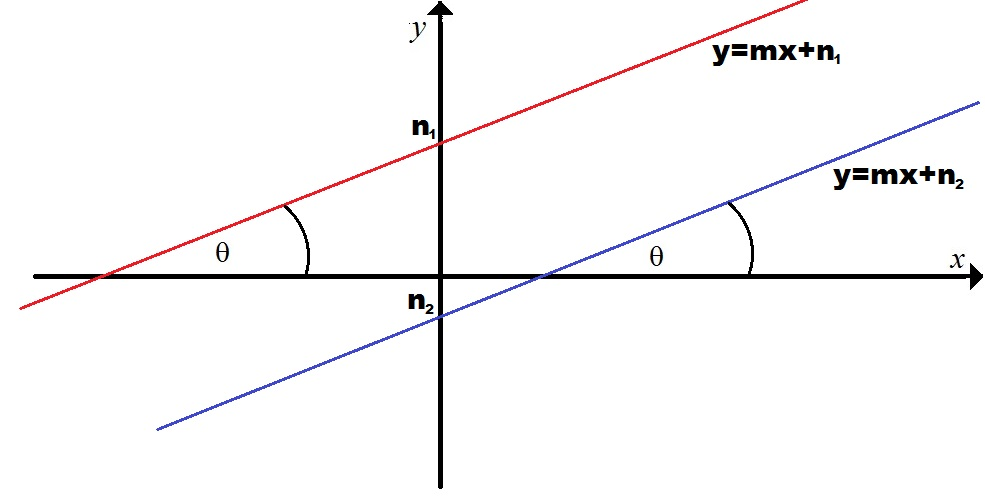 y
y=mx+n₁
n₁
y=mx+n₂
θ
θ
x
n₂